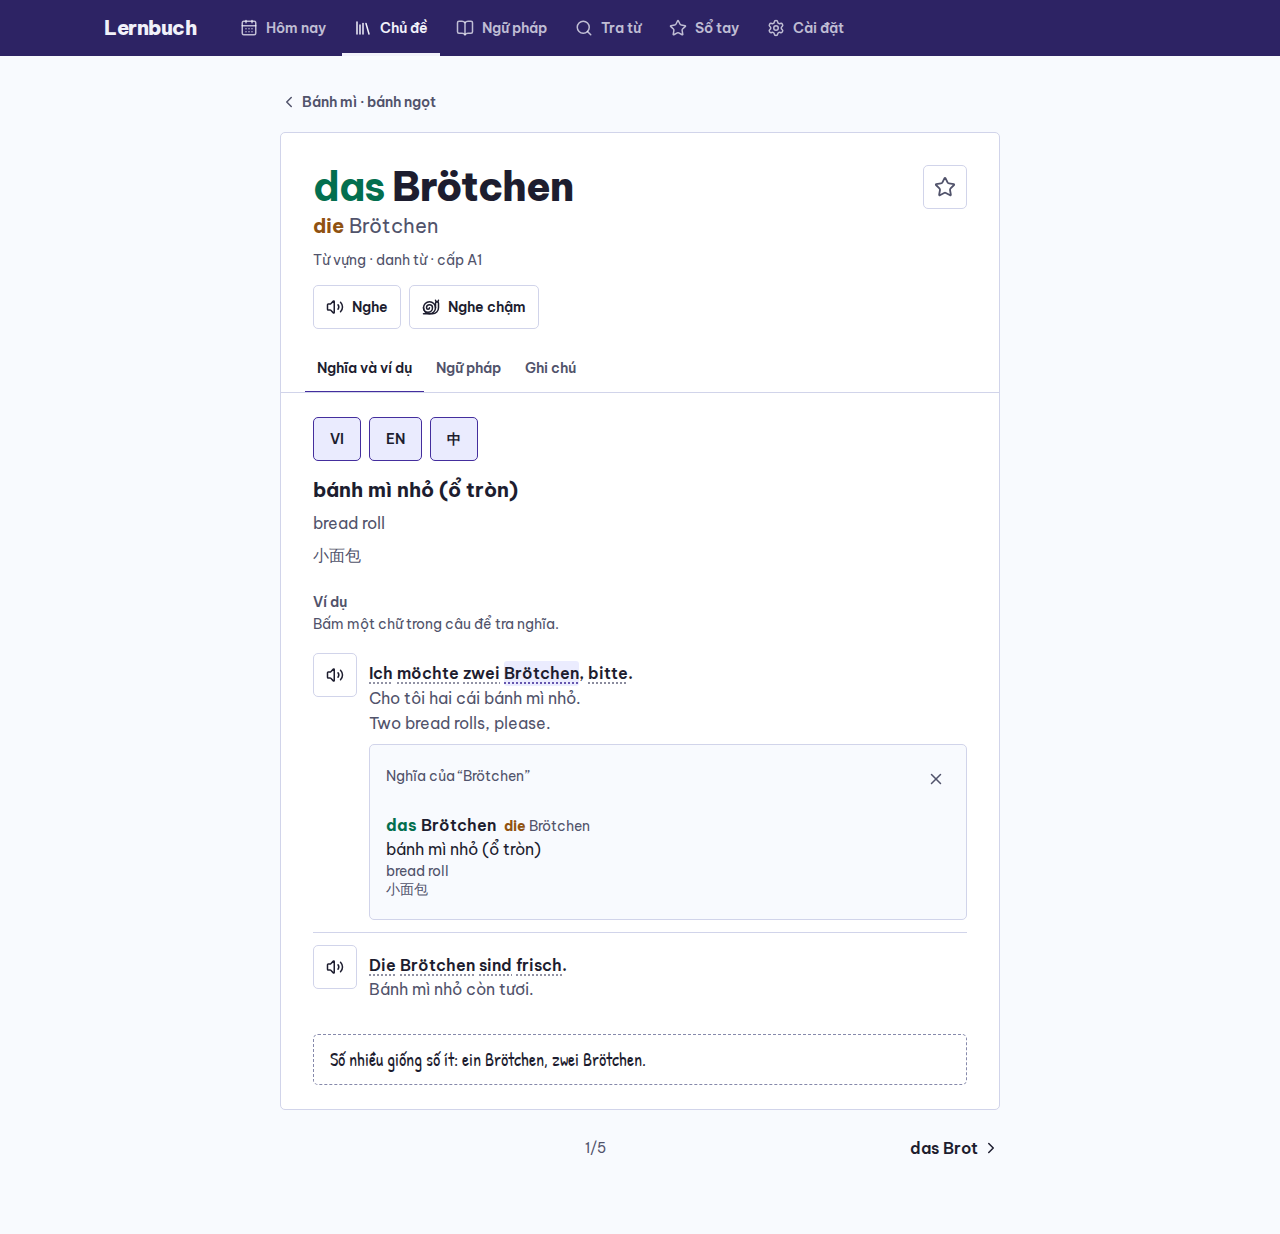 Lernbuch
Hôm nay
Chủ đề
Ngữ pháp
Tra từ
Sổ tay
Cài đặt
Bánh mì · bánh ngọt
das Brötchen
die Brötchen
Từ vựng · danh từ · cấp A1
Nghe
Nghe chậm
Nghĩa và ví dụ
Ngữ pháp
Ghi chú
VI
EN
中
bánh mì nhỏ (ổ tròn)
bread roll
小面包
Ví dụ
Bấm một chữ trong câu để tra nghĩa.
Ich möchte zwei Brötchen, bitte.
Cho tôi hai cái bánh mì nhỏ.
Two bread rolls, please.
Nghĩa của “Brötchen”
das Brötchen die Brötchen
bánh mì nhỏ (ổ tròn)
bread roll
小面包
Die Brötchen sind frisch.
Bánh mì nhỏ còn tươi.
Số nhiều giống số ít: ein Brötchen, zwei Brötchen.
1/5
das Brot